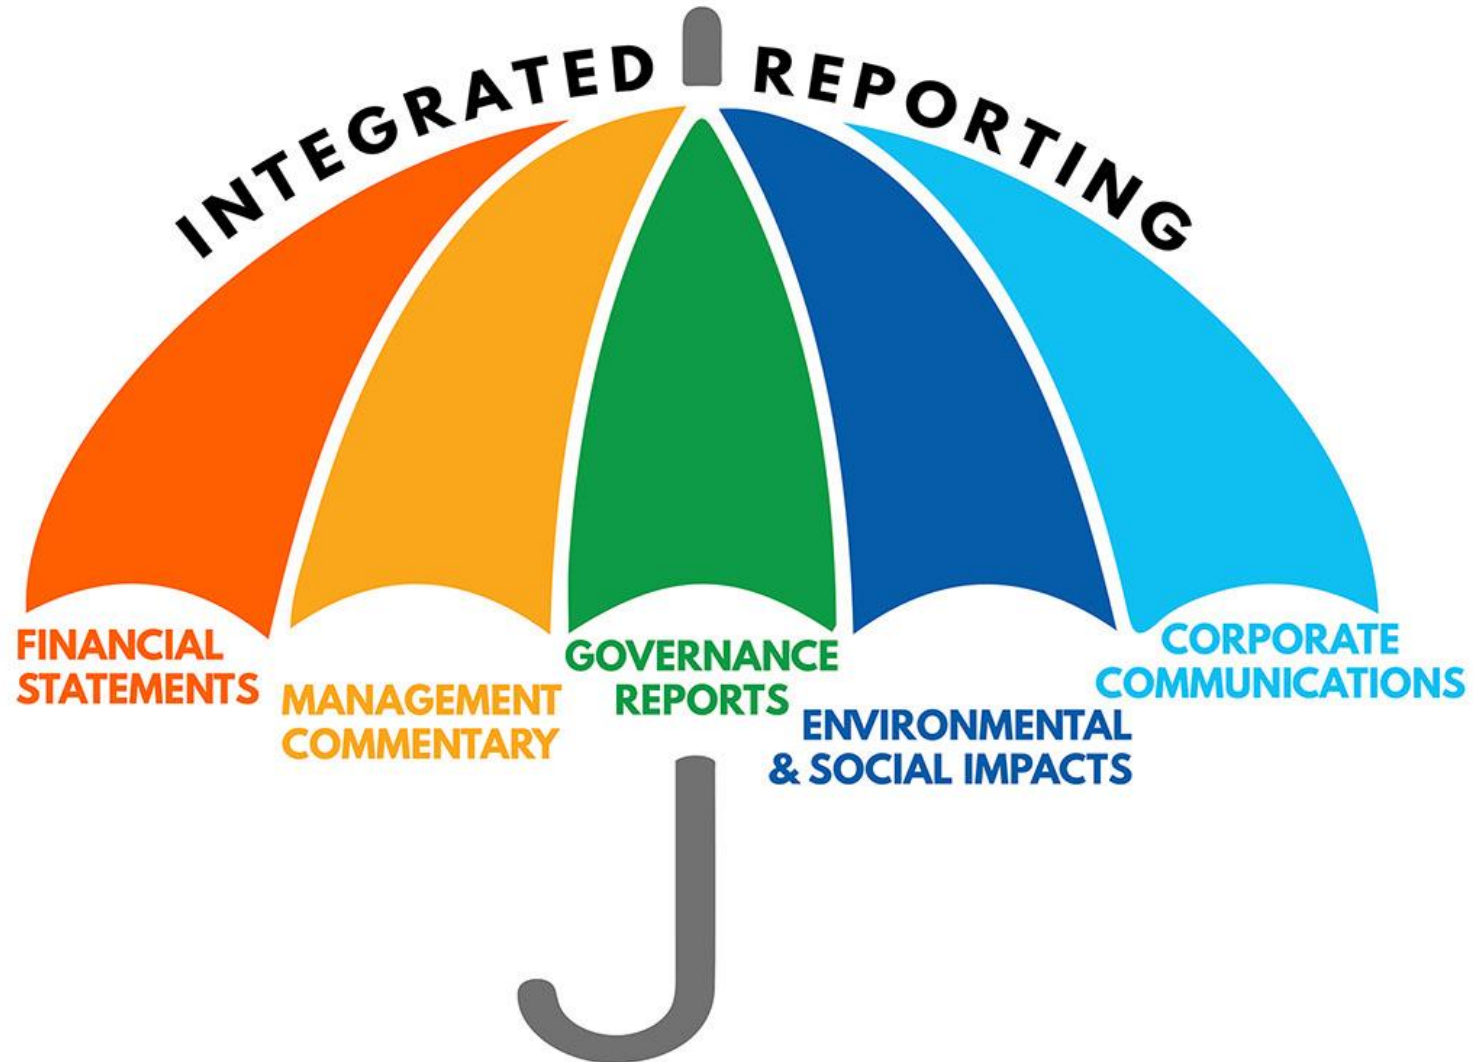 INTEGRATED REPORTING
FINANCIAL
STATEMENTS
MANAGEMENT
COMMENTARY
GOVERNANCE
REPORTS
ENVIRONMENTAL
& SOCIAL IMPACTS
CORPORATE
COMMUNICATIONS